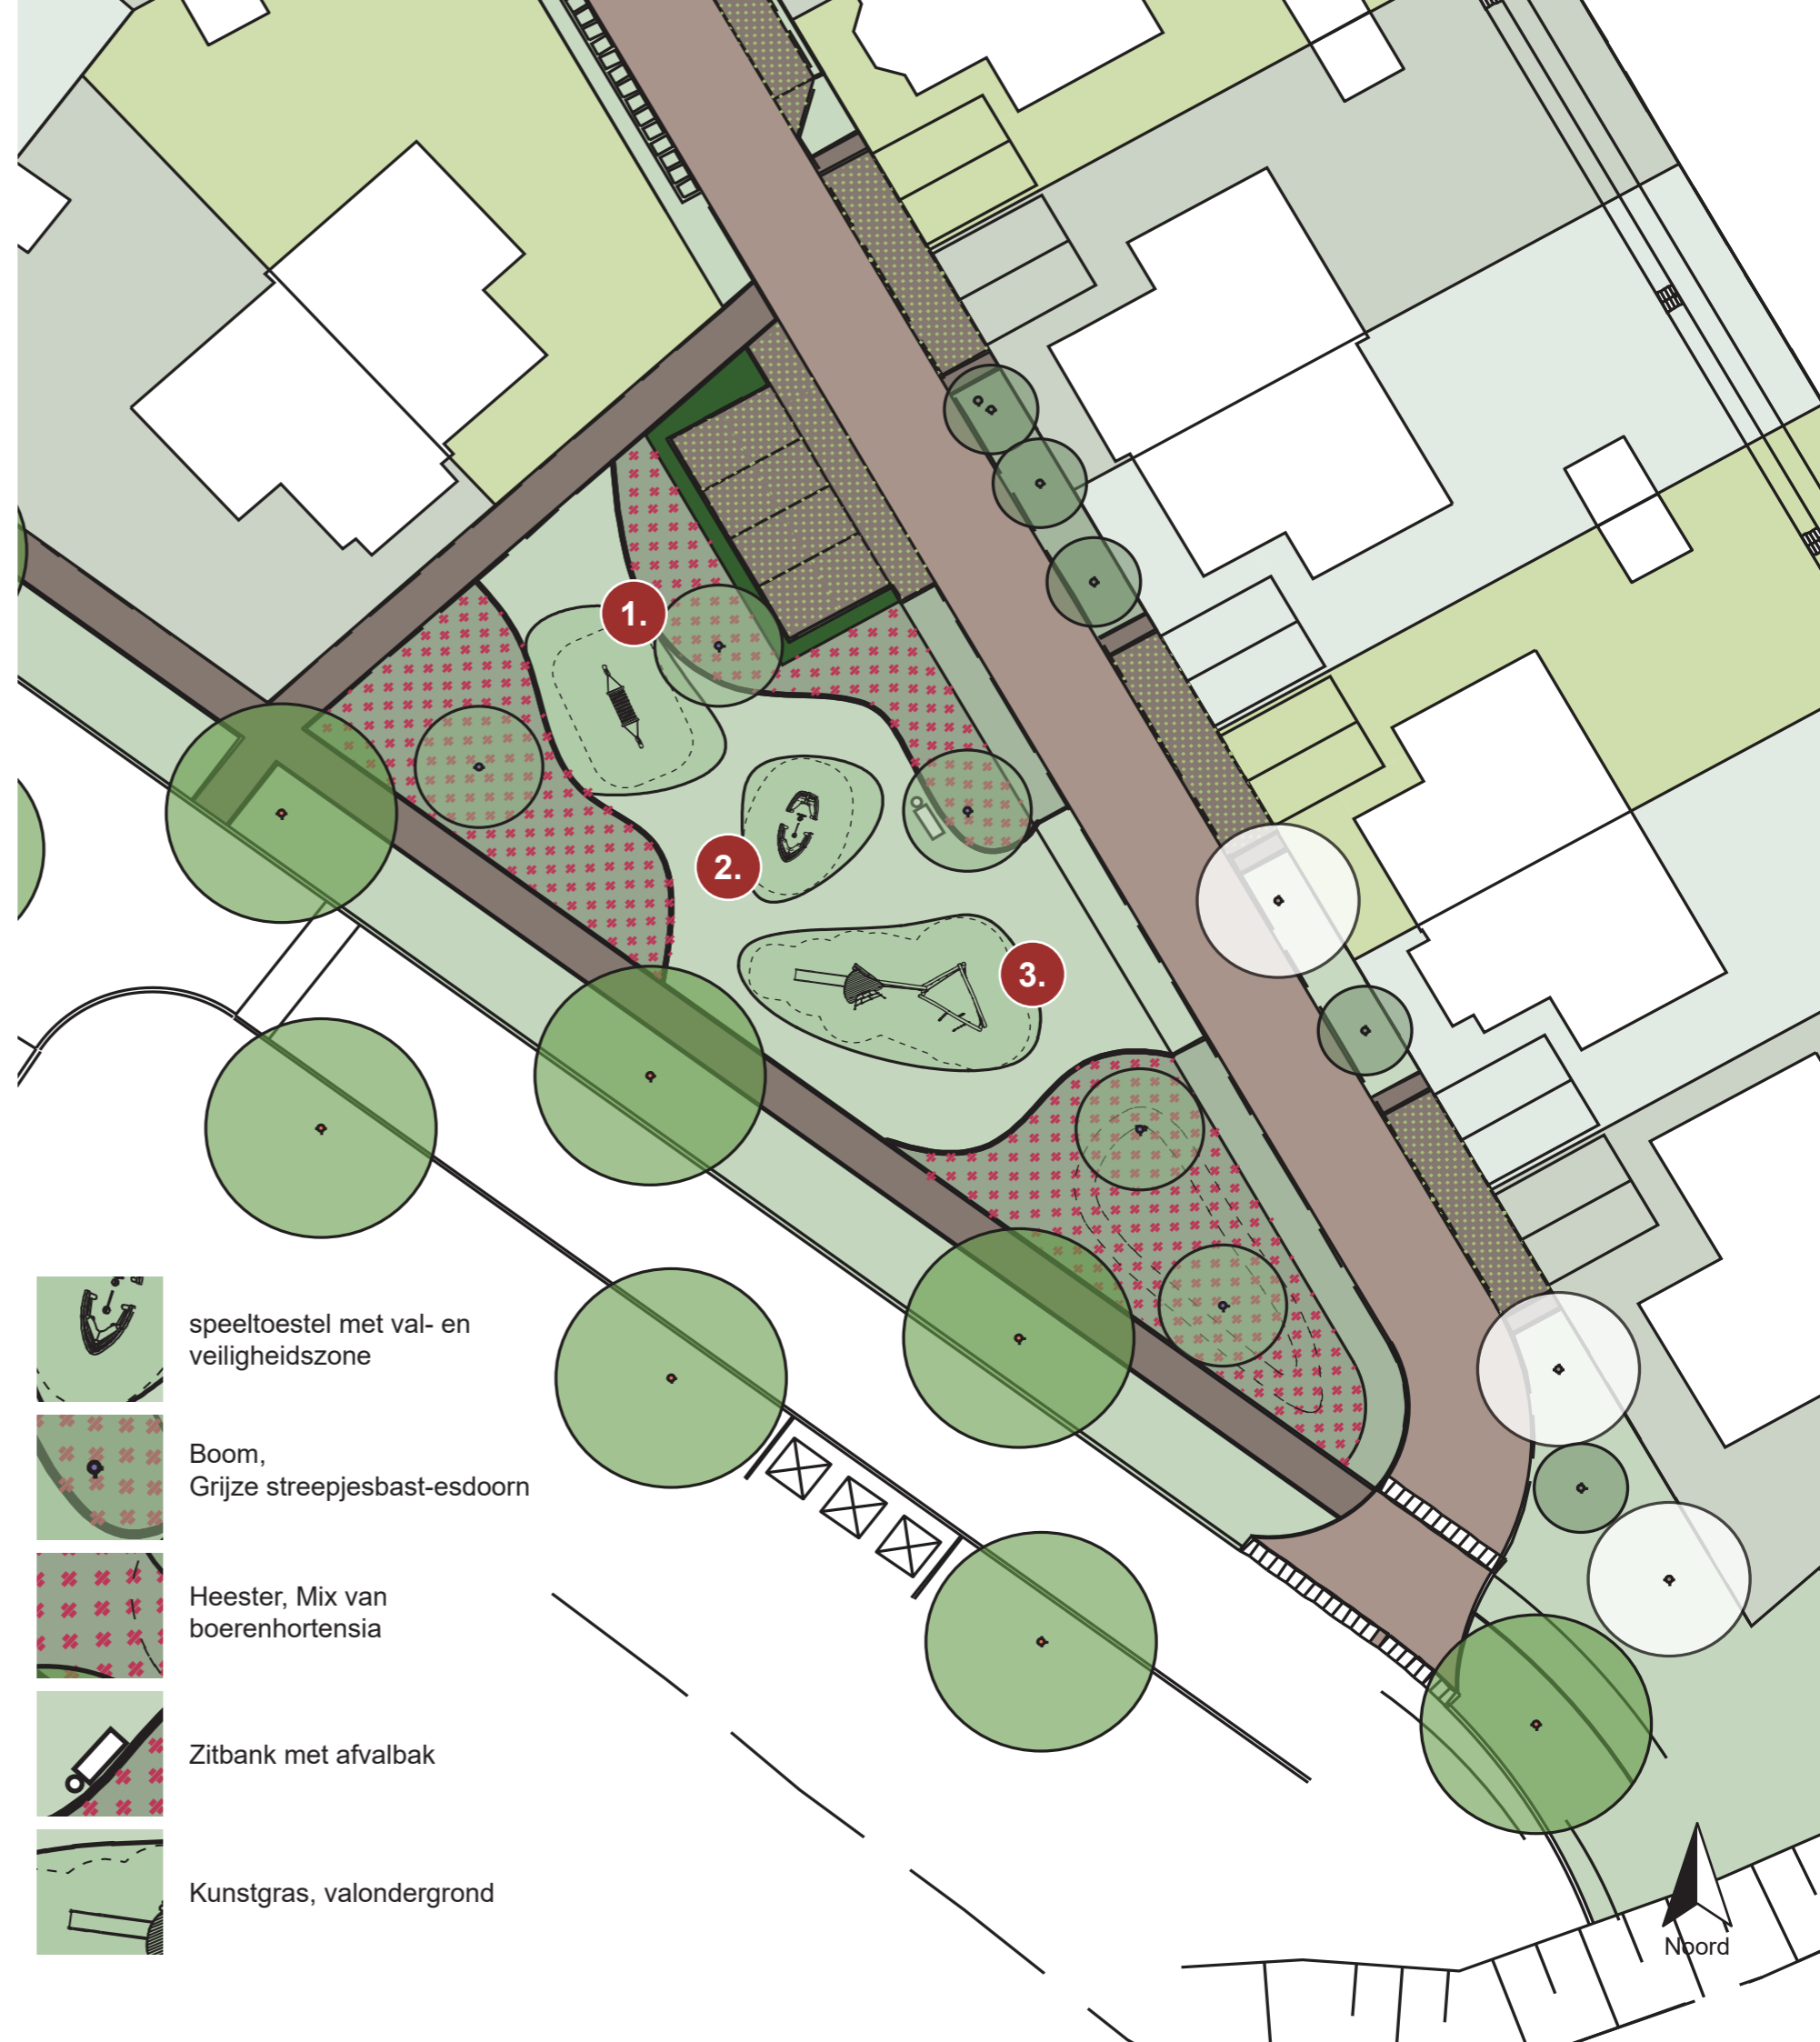 1.
2.
3.
speeltoestel met val- en
veiligheidszone
Boom,
Grijze streepjesbast-esdoorn
Heester, Mix van
boerenhortensia
Zitbank met afvalbak
Kunstgras, valondergrond
Noord